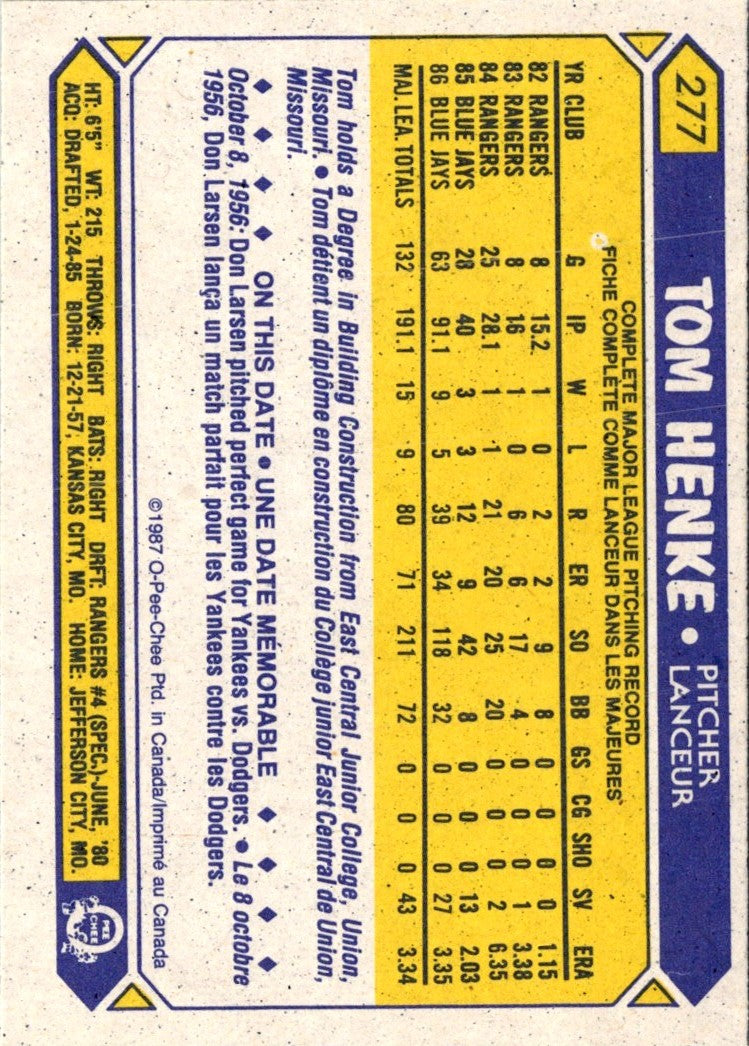 277 TOM HENKE • PITCHER
LANCEUR
COMPLETE MAJOR LEAGUE PITCHING RECORD
FICHE COMPLÈTE COMME LANCEUR DANS LES MAJEURES
YR CLUB G IP W L R ER SO BB GS CG SHO SV ERA
82 RANGERS 8 15.2 1 0 2 2 9 8 0 0 0 0 1.15
83 RANGERS 8 16 1 0 6 6 17 4 0 0 0 1 3.38
84 RANGERS 25 28.1 1 1 21 20 25 20 0 0 0 2 6.35
85 BLUE JAYS 28 40 3 3 12 9 42 8 0 0 0 13 2.03
86 BLUE JAYS 63 91.1 9 5 39 34 118 32 0 0 0 27 3.35
MAJ. LEA. TOTALS 132 191.1 15 9 80 71 211 72 0 0 0 43 3.34
Tom holds a Degree in Building Construction from East Central Junior College, Union,
Missouri. • Tom détient un diplôme en construction du Collège junior East Central de Union,
Missouri.
♦ ♦ ♦ ♦ ON THIS DATE • UNE DATE MÉMORABLE ♦ ♦ ♦ ♦
October 8, 1956: Don Larsen pitched perfect game for Yankees vs. Dodgers. • Le 8 octobre
1956, Don Larsen lança un match parfait pour les Yankees contre les Dodgers.
©1987 O-Pee-Chee Ptd. in Canada/Imprimé au Canada
HT: 6'5" WT: 215 THROWS: RIGHT BATS: RIGHT DRFT: RANGERS #4 (SPEC.)-JUNE, '80
ACQ: DRAFTED, 1-24-85 BORN: 12-21-57, KANSAS CITY, MO. HOME: JEFFERSON CITY, MO.
O
PEE
CHEE